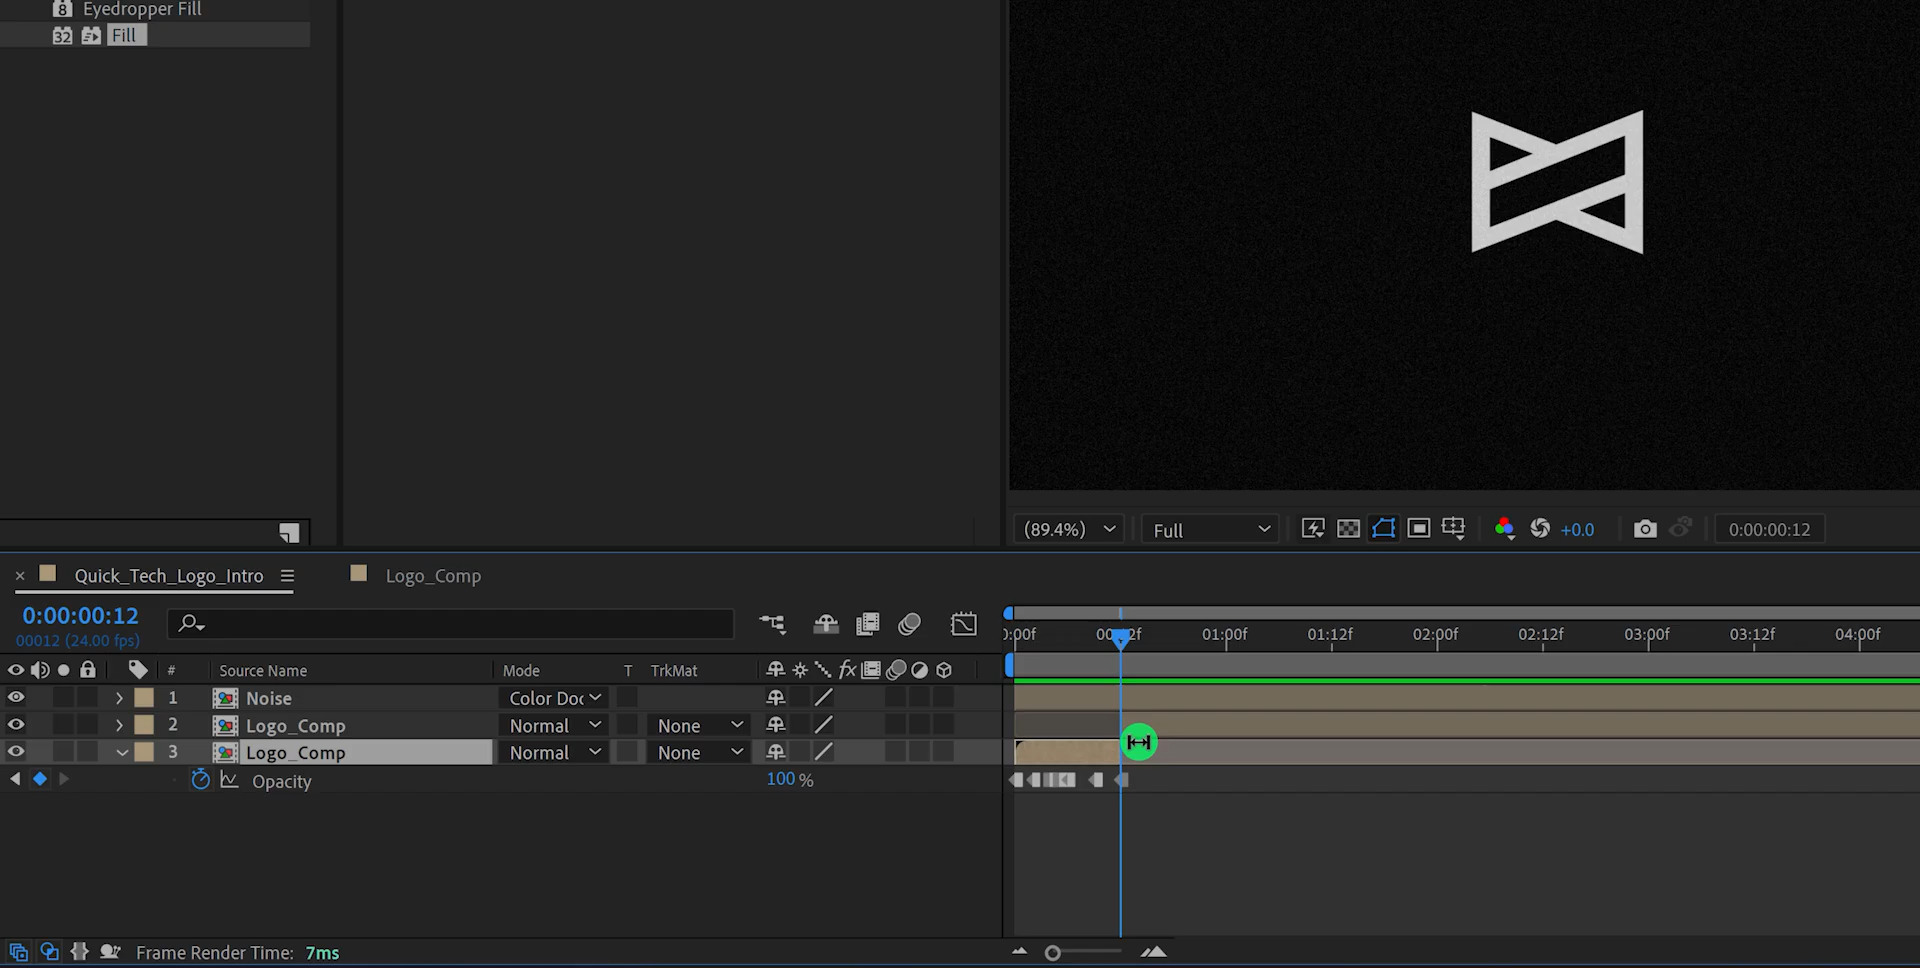 8 Eyedropper Fill
32 Fill
(89.4%) Full +0.0 0:00:00:12
Quick_Tech_Logo_Intro Logo_Comp
0:00:00:12
00012 (24.00 fps)
01:00f 01:12f 02:00f 02:12f 03:00f 03:12f 04:00f
# Source Name Mode T TrkMat fx
1 Noise Color Doc
2 Logo_Comp Normal None
3 Logo_Comp Normal None
Opacity 100 %
Frame Render Time: 7ms